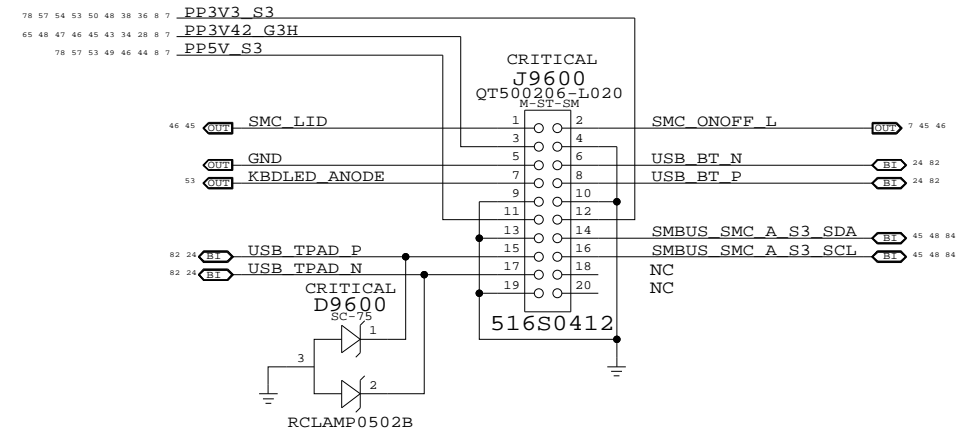 78 57 54 53 50 48 38 36 8 7 PP3V3_S3
65 48 47 46 45 43 34 28 8 7 PP3V42_G3H
78 57 53 49 46 44 8 7 PP5V_S3
CRITICAL
J9600
QT500206-L020
M-ST-SM
46 45 OUT SMC_LID 1 2 SMC_ONOFF_L OUT 7 45 46
3 4
OUT GND 5 6 USB_BT_N BI 24 82
53 OUT KBDLED_ANODE 7 8 USB_BT_P BI 24 82
9 10
11 12
13 14 SMBUS_SMC_A_S3_SDA BI 45 48 84
82 24 BI USB_TPAD_P 15 16 SMBUS_SMC_A_S3_SCL BI 45 48 84
82 24 BI USB_TPAD_N 17 18 NC
19 20 NC
CRITICAL
D9600
SC-75
516S0412
1
3
2
RCLAMP0502B